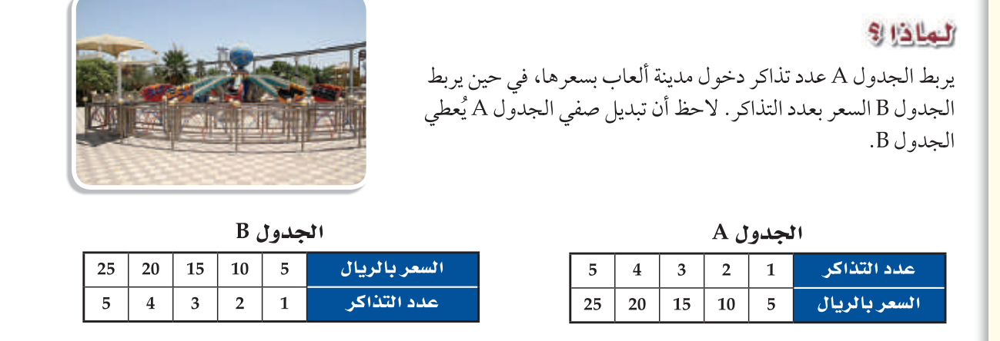 لماذا ؟
يربط الجدول A عدد تذاكر دخول مدينة ألعاب بسعرها، في حين يربط
الجدول B السعر بعدد التذاكر. لاحظ أن تبديل صفي الجدول A يُعطي
الجدول B.
الجدول A
عدد التذاكر 1 2 3 4 5
السعر بالريال 5 10 15 20 25
الجدول B
السعر بالريال 5 10 15 20 25
عدد التذاكر 1 2 3 4 5